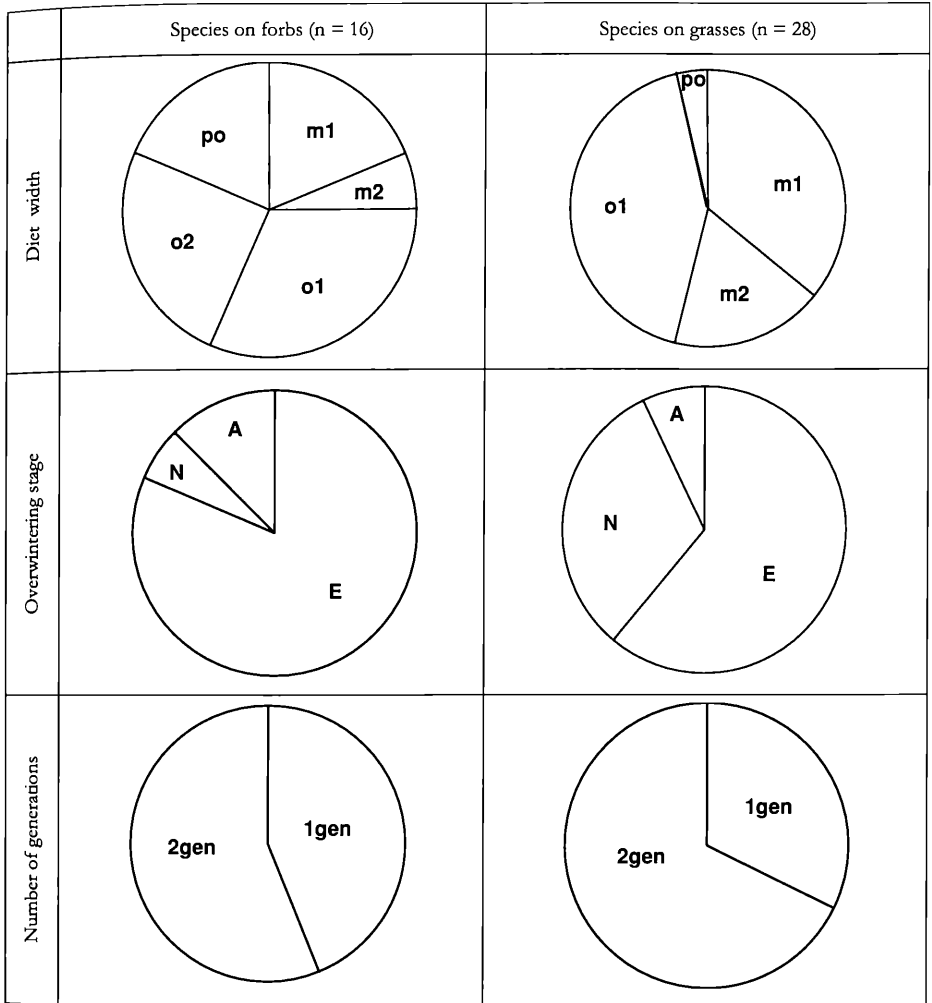 Species on forbs (n = 16)
Species on grasses (n = 28)
Diet width
po
m1
m2
o2
o1
po
m1
o1
m2
Overwintering stage
A
N
E
A
N
E
Number of generations
2gen
1gen
2gen
1gen